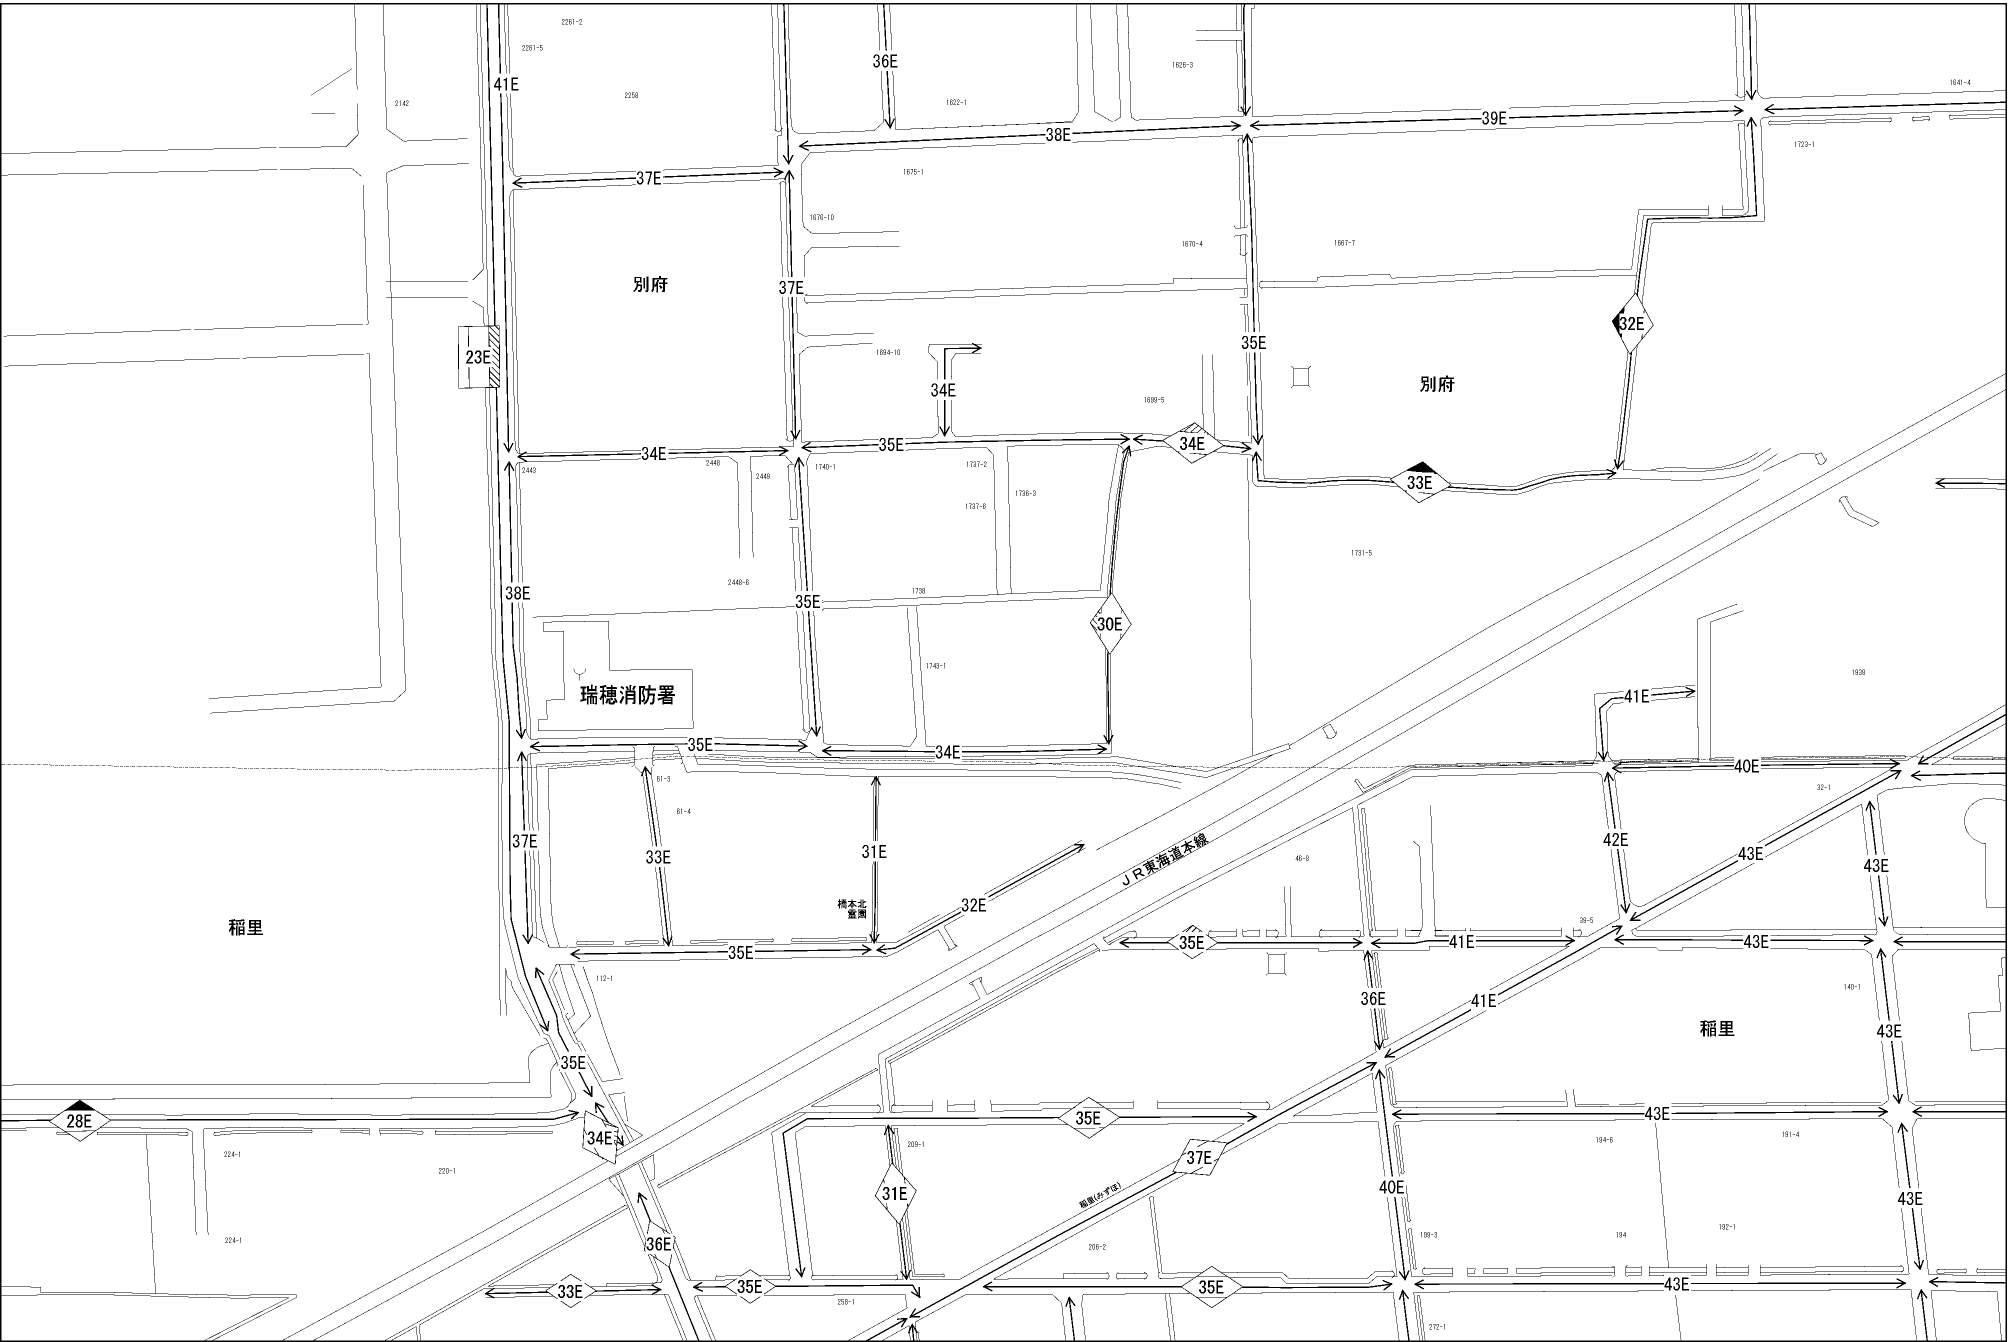 2261-2
2261-5
36E
1626-3
41E
2142
2258
1622-1
1641-4
38E
39E
1723-1
37E
1675-1
1676-10
1670-4
1667-7
別府
37E
32E
23E
1694-10
35E
34E
別府
1699-5
34E
35E
34E
2443
2448
2449
1740-1
1737-2
33E
1736-3
1737-6
1731-5
2448-6
1738
38E
35E
30E
1743-1
1938
瑞穂消防署
41E
35E
34E
40E
61-3
61-4
32-1
37E
33E
31E
ＪＲ東海道本線
46-8
42E
43E
43E
橋本北
霊園
32E
39-5
稲里
35E
35E
41E
43E
112-1
140-1
36E
41E
稲里
43E
35E
28E
35E
43E
34E
209-1
194-6
191-4
224-1
220-1
37E
31E
稲里(みずほ)
40E
43E
224-1
36E
206-2
199-3
194
192-1
33E
35E
35E
43E
258-1
272-1